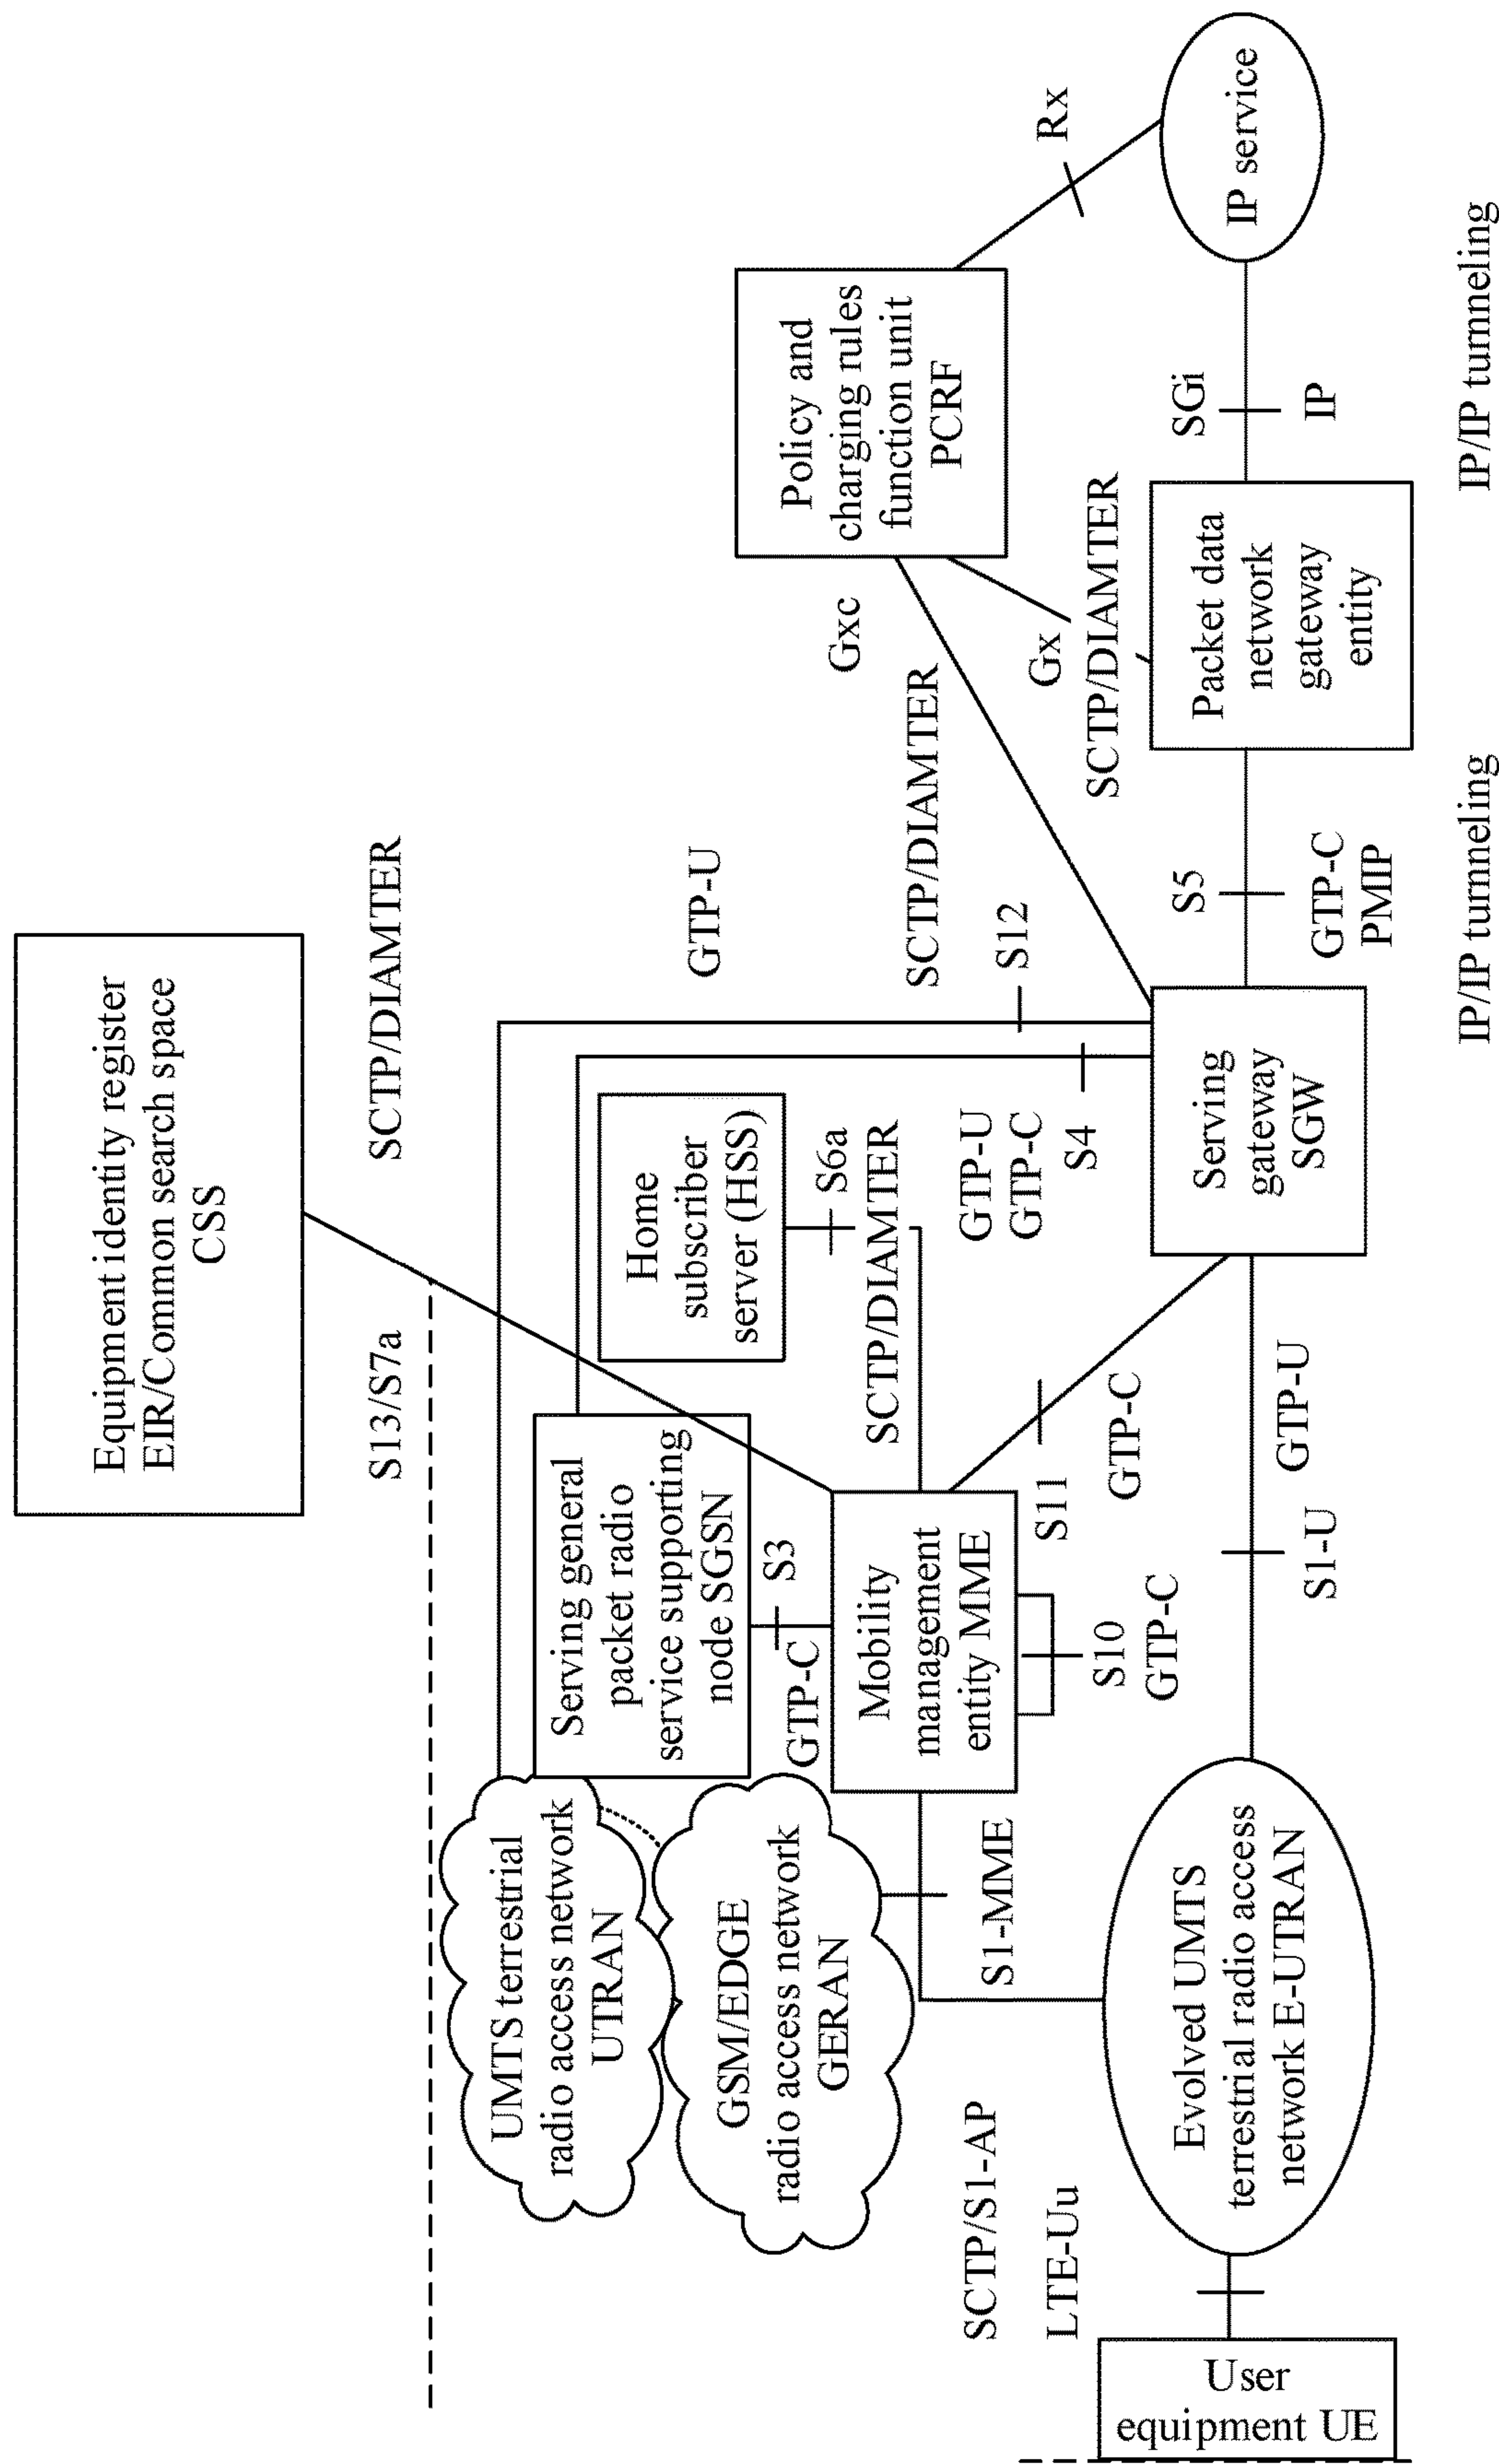 Equipment identity register
EIR/Common search space
CSS
S13/S7a
SCTP/DIAMTER
UMTS terrestrial
radio access network
UTRAN
GSM/EDGE
radio access network
GERAN
Serving general
packet radio
service supporting
node SGSN
GTP-C
S3
Home
subscriber
server (HSS)
S6a
SCTP/DIAMTER
GTP-U
Policy and
charging rules
function unit
PCRF
Rx
Gxc
SCTP/DIAMTER
Gx
SCTP/DIAMTER
S12
GTP-U
GTP-C
S4
Mobility
management
entity MME
S1-MME
SCTP/S1-AP
LTE-Uu
S10
GTP-C
S11
GTP-C
User
equipment UE
Evolved UMTS
terrestrial radio access
network E-UTRAN
S1-U
GTP-U
Serving
gateway
SGW
S5
GTP-C
PMIP
Packet data
network
gateway
entity
SGi
IP
IP service
IP/IP turnneling
IP/IP turnneling